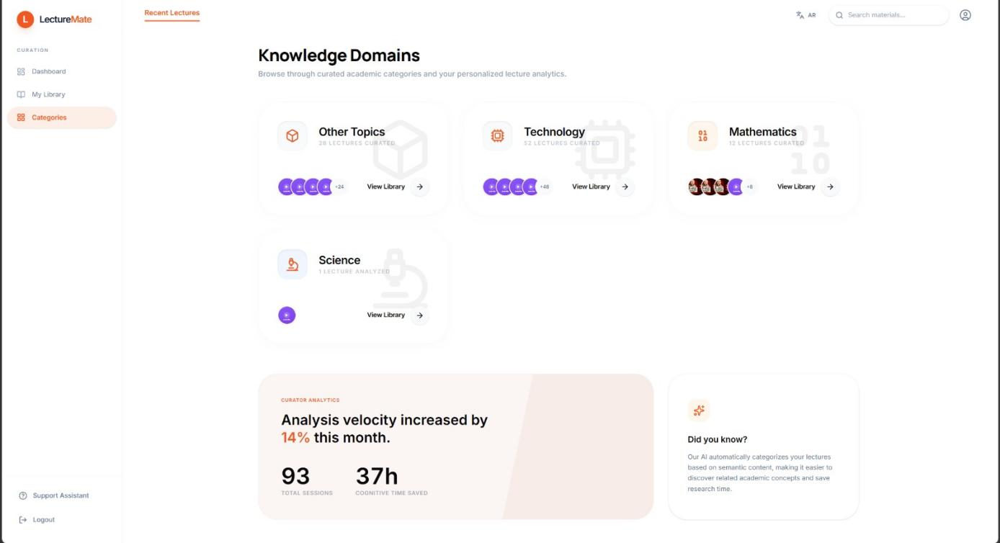 L LectureMate
Recent Lectures
AR
Search materials...
CURATION
Dashboard
My Library
Categories
Knowledge Domains
Browse through curated academic categories and your personalized lecture analytics.
Other Topics
28 LECTURES CURATED
+24
View Library
Technology
52 LECTURES CURATED
+48
View Library
01
10
Mathematics
12 LECTURES CURATED
01
10
+8
View Library
Science
1 LECTURE ANALYZED
View Library
CURATOR ANALYTICS
Analysis velocity increased by
14% this month.
93
TOTAL SESSIONS
37h
COGNITIVE TIME SAVED
Did you know?
Our AI automatically categorizes your lectures
based on semantic content, making it easier to
discover related academic concepts and save
research time.
Support Assistant
Logout